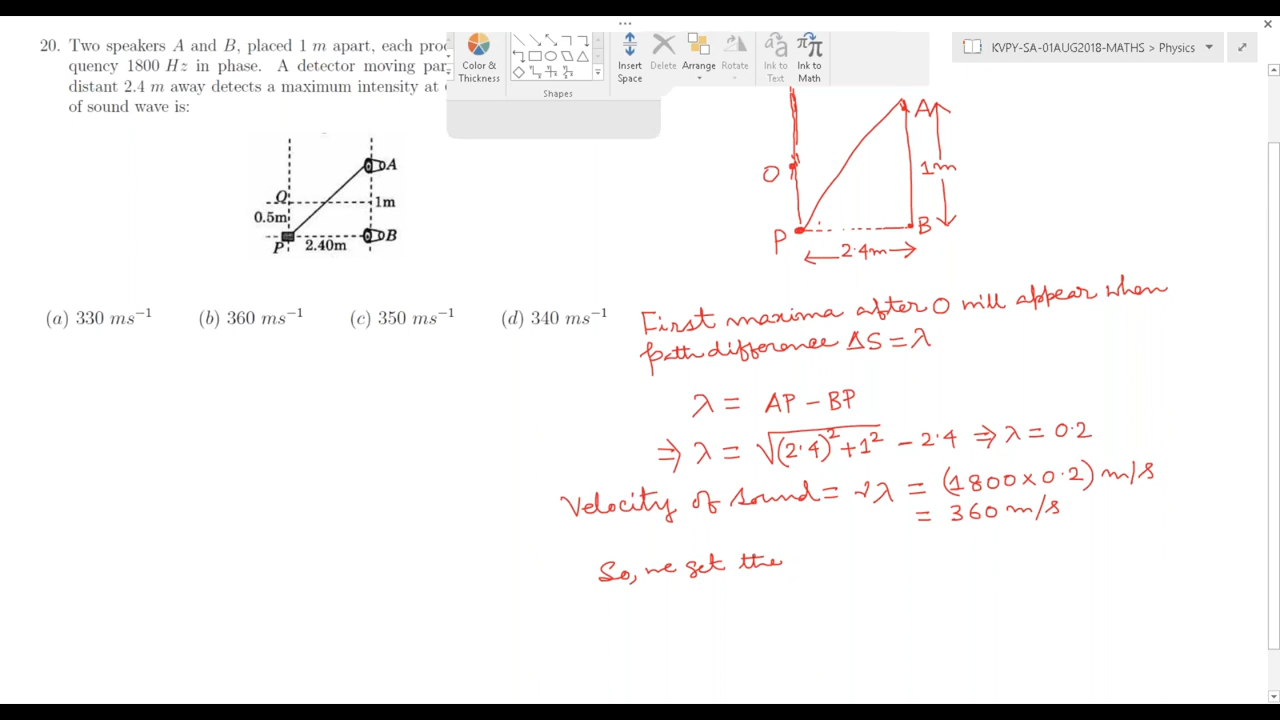 KVPY-SA-01AUG2018-MATHS > Physics
Color & Thickness
Shapes
Insert Space
Delete
Arrange
Rotate
Ink to Text
Ink to Math
20. Two speakers A and B, placed 1 m apart, each
quency 1800 Hz in phase. A detector moving
distant 2.4 m away detects a maximum intensity at
of sound wave is:
A
O
1m
0.5m
B
P
2.40m
(a) 330 ms⁻¹ (b) 360 ms⁻¹ (c) 350 ms⁻¹ (d) 340 ms⁻¹
A
O
1m
B
P
2.4m
First maxima after O will appear when
path difference ΔS = λ
λ = AP - BP
⇒ λ = √(2.4)² + 1² - 2.4 ⇒ λ = 0.2
Velocity of sound = νλ = (1800 × 0.2) m/s
= 360 m/s
So, we get the